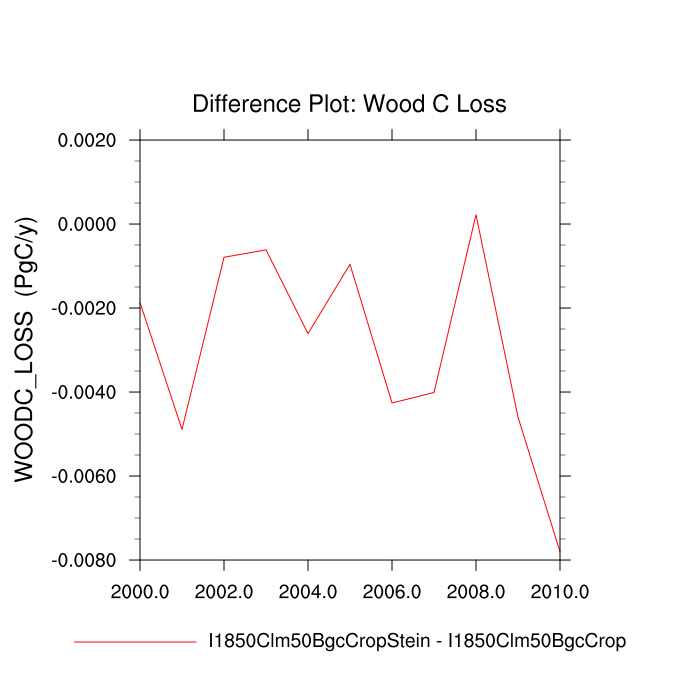 Difference Plot: Wood C Loss
WOODC_LOSS (PgC/y)
0.0020
0.0000
-0.0020
-0.0040
-0.0060
-0.0080
2000.0 2002.0 2004.0 2006.0 2008.0 2010.0
I1850Clm50BgcCropStein - I1850Clm50BgcCrop